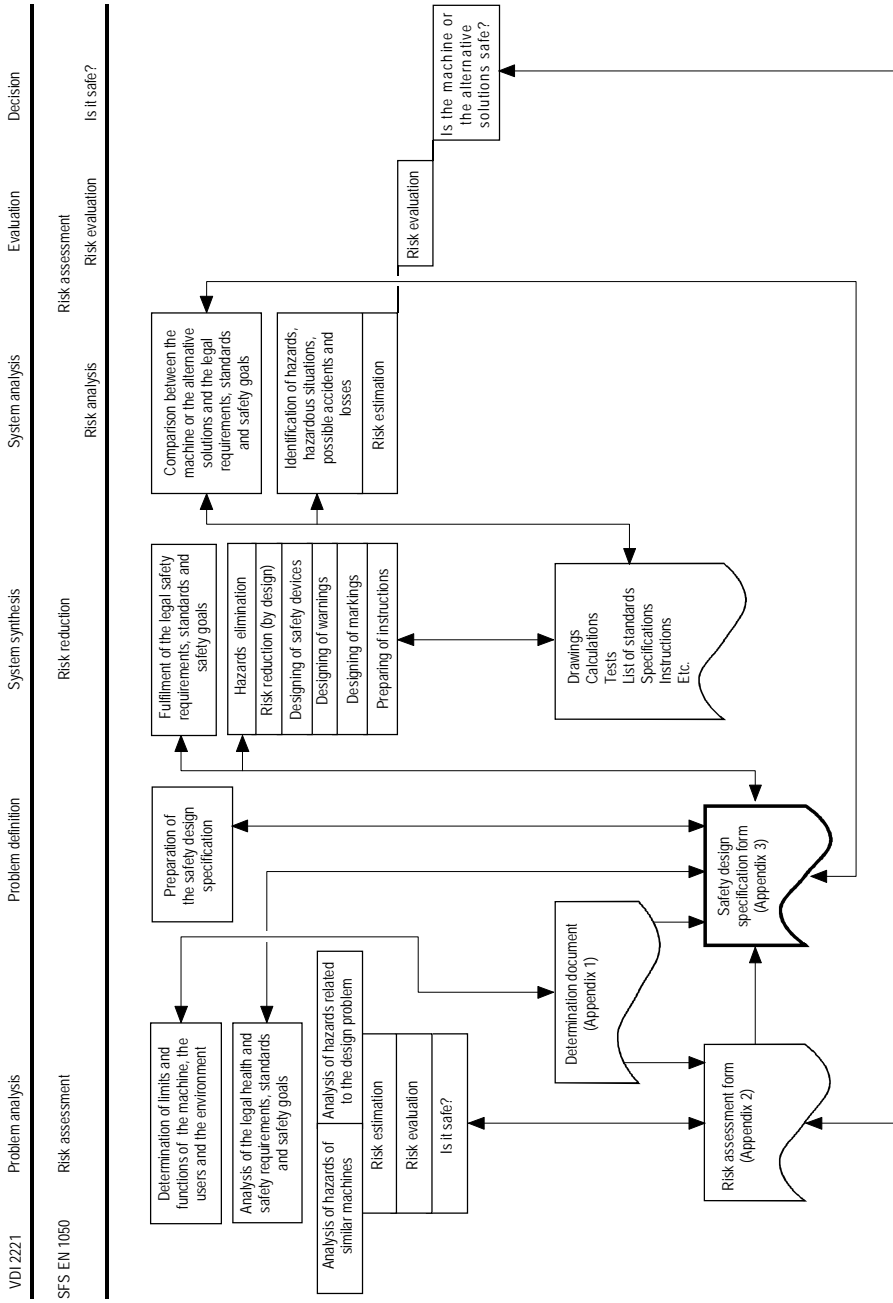 VDI 2221
Problem analysis
Problem definition
System synthesis
System analysis
Evaluation
Decision
SFS EN 1050
Risk assessment
Risk reduction
Risk assessment
Risk analysis
Risk evaluation
Is it safe?
Determination of limits and
functions of the machine, the
users and the environment
Analysis of the legal health and
safety requirements, standards
and safety goals
Analysis of hazards of
similar machines
Analysis of hazards related
to the design problem
Risk estimation
Risk evaluation
Is it safe?
Preparation of
the safety design
specification
Fulfilment of the legal safety
requirements, standards and
safety goals
Hazards elimination
Risk reduction (by design)
Designing of safety devices
Designing of warnings
Designing of markings
Preparing of instructions
Comparison between the
machine or the alternative
solutions and the legal
requirements, standards
and safety goals
Identification of hazards,
hazardous situations,
possible accidents and
losses
Risk estimation
Risk evaluation
Is the machine or
the alternative
solutions safe?
Determination document
(Appendix 1)
Risk assessment form
(Appendix 2)
Safety design
specification form
(Appendix 3)
Drawings
Calculations
Tests
List of standards
Specifications
Instructions
Etc.